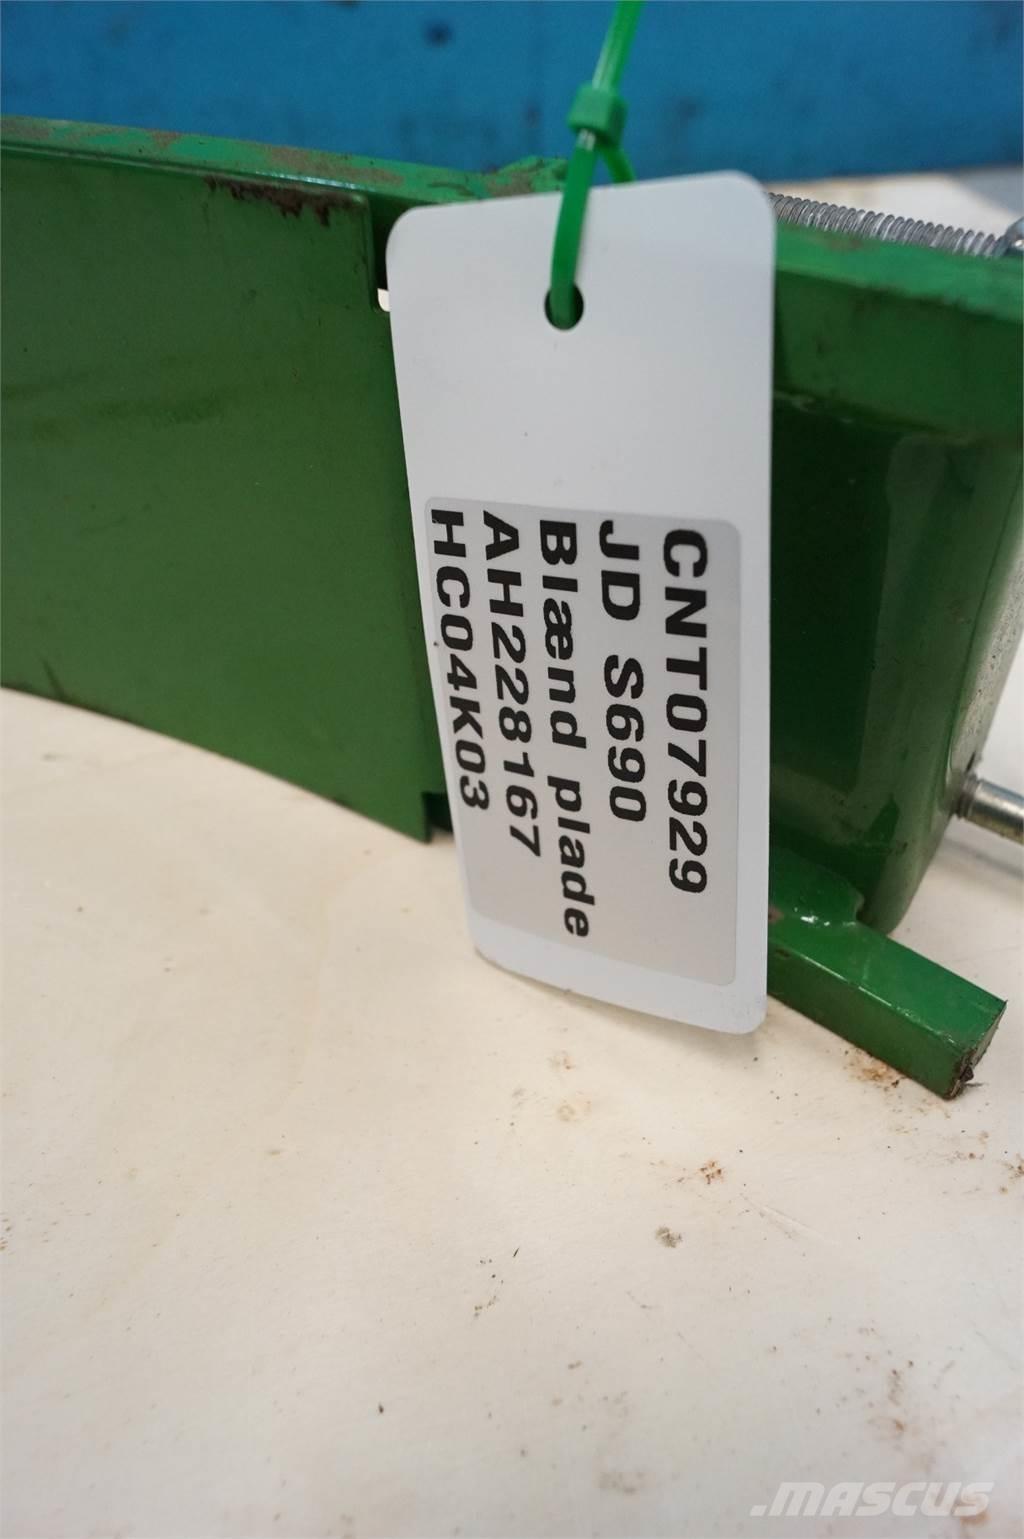 CNT07929
JD S690
Blænd plade
AH228167
HC04K03
.MASCUS